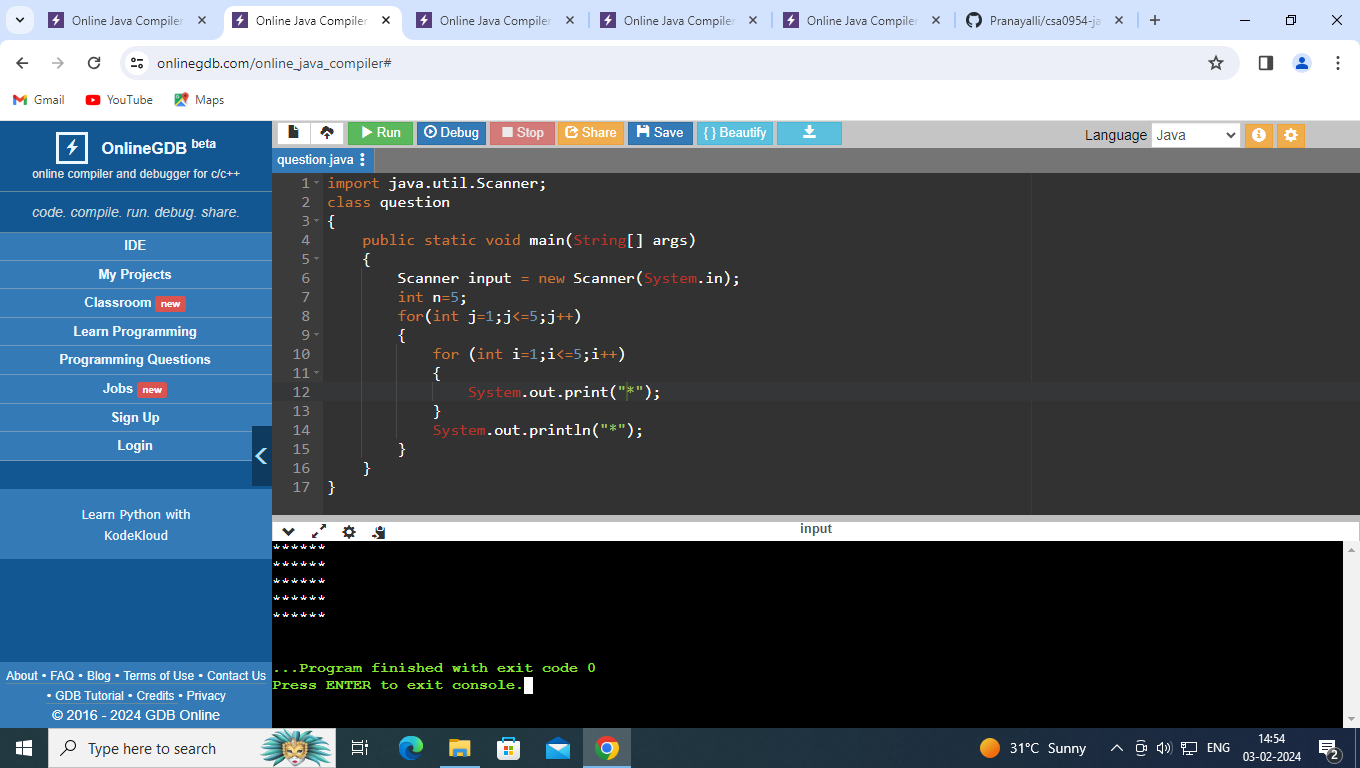 Online Java Compiler
Online Java Compiler
Online Java Compiler
Online Java Compiler
Online Java Compiler
Pranayalli/csa0954-ja
onlinegdb.com/online_java_compiler#
Gmail YouTube Maps
OnlineGDB beta
online compiler and debugger for c/c++
code. compile. run. debug. share.
IDE
My Projects
Classroom new
Learn Programming
Programming Questions
Jobs new
Sign Up
Login
Learn Python with
KodeKloud
About • FAQ • Blog • Terms of Use • Contact Us
• GDB Tutorial • Credits • Privacy
© 2016 - 2024 GDB Online
Run Debug Stop Share Save { } Beautify
Language Java
question.java
1 import java.util.Scanner;
2 class question
3 {
4 public static void main(String[] args)
5 {
6 Scanner input = new Scanner(System.in);
7 int n=5;
8 for(int j=1;j<=5;j++)
9 {
10 for (int i=1;i<=5;i++)
11 {
12 System.out.print("*");
13 }
14 System.out.println("*");
15 }
16 }
17 }
input
******
******
******
******
******
...Program finished with exit code 0
Press ENTER to exit console.
Type here to search
31°C Sunny
ENG
14:54
03-02-2024
2